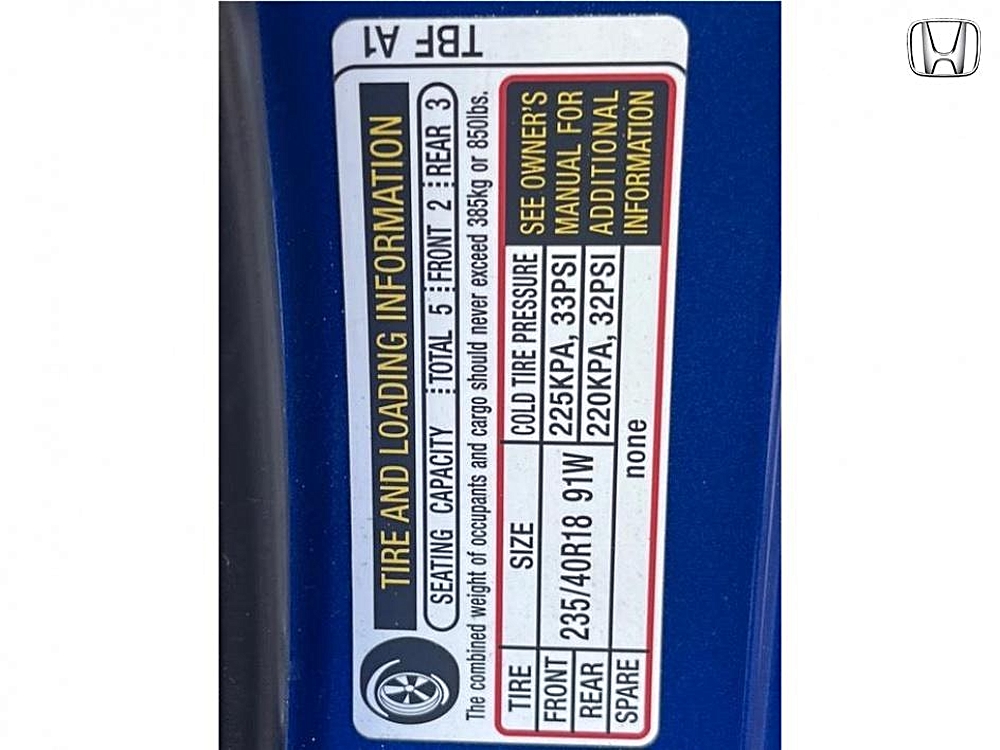 TBF A1
TIRE AND LOADING INFORMATION
SEATING CAPACITY TOTAL 5 FRONT 2 REAR 3
The combined weight of occupants and cargo should never exceed 385kg or 850lbs.
TIRE SIZE COLD TIRE PRESSURE
FRONT 235/40R18 91W 225KPA, 33PSI
REAR 220KPA, 32PSI
SPARE none
SEE OWNER'S
MANUAL FOR
ADDITIONAL
INFORMATION